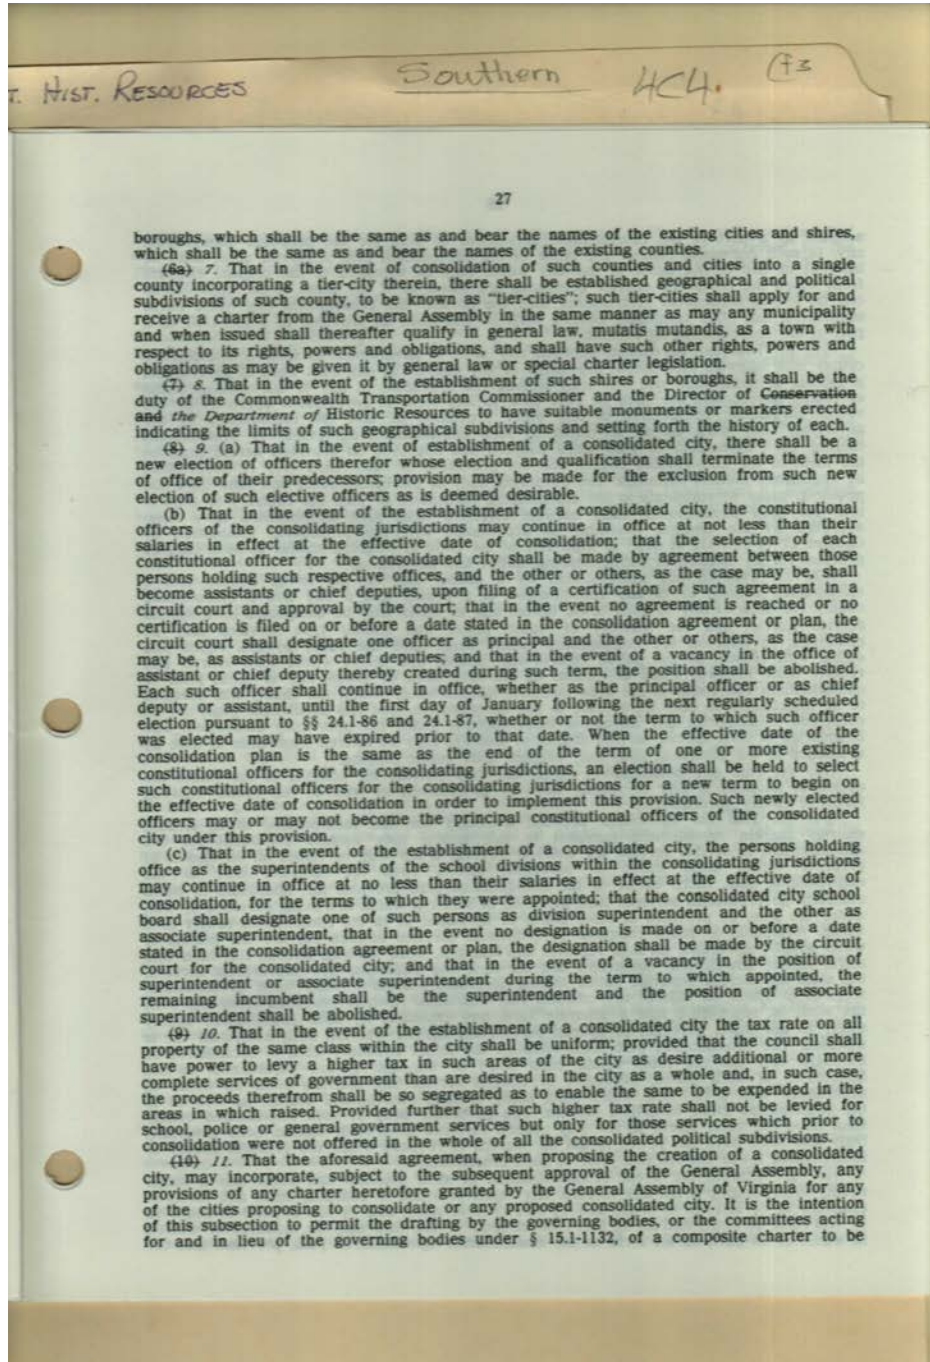 T. HIST. RESOURCES
Southern
4C4.
27
boroughs, which shall be the same as and bear the names of the existing cities and shires,
which shall be the same as and bear the names of the existing counties.
(6a) 7. That in the event of consolidation of such counties and cities into a single
county incorporating a tier-city therein, there shall be established geographical and political
subdivisions of such county, to be known as "tier-cities"; such tier-cities shall apply for and
receive a charter from the General Assembly in the same manner as may any municipality
and when issued shall thereafter qualify in general law, mutatis mutandis, as a town with
respect to its rights, powers and obligations, and shall have such other rights, powers and
obligations as may be given it by general law or special charter legislation.
(7) 8. That in the event of the establishment of such shires or boroughs, it shall be the
duty of the Commonwealth Transportation Commissioner and the Director of Conservation
and the Department of Historic Resources to have suitable monuments or markers erected
indicating the limits of such geographical subdivisions and setting forth the history of each.
(8) 9. (a) That in the event of establishment of a consolidated city, there shall be a
new election of officers therefor whose election and qualification shall terminate the terms
of office of their predecessors; provision may be made for the exclusion from such new
election of such elective officers as is deemed desirable.
(b) That in the event of the establishment of a consolidated city, the constitutional
officers of the consolidating jurisdictions may continue in office at not less than their
salaries in effect at the effective date of consolidation; that the selection of each
constitutional officer for the consolidated city shall be made by agreement between those
persons holding such respective offices, and the other or others, as the case may be, shall
become assistants or chief deputies, upon filing of a certification of such agreement in a
circuit court and approval by the court; that in the event no agreement is reached or no
certification is filed on or before a date stated in the consolidation agreement or plan, the
circuit court shall designate one officer as principal and the other or others, as the case
may be, as assistants or chief deputies; and that in the event of a vacancy in the office of
assistant or chief deputy thereby created during such term, the position shall be abolished.
Each such officer shall continue in office, whether as the principal officer or as chief
deputy or assistant, until the first day of January following the next regularly scheduled
election pursuant to §§ 24.1-86 and 24.1-87, whether or not the term to which such officer
was elected may have expired prior to that date. When the effective date of the
consolidation plan is the same as the end of the term of one or more existing
constitutional officers for the consolidating jurisdictions, an election shall be held to select
such constitutional officers for the consolidating jurisdictions for a new term to begin on
the effective date of consolidation in order to implement this provision. Such newly elected
officers may or may not become the principal constitutional officers of the consolidated
city under this provision.
(c) That in the event of the establishment of a consolidated city, the persons holding
office as the superintendents of the school divisions within the consolidating jurisdictions
may continue in office at no less than their salaries in effect at the effective date of
consolidation, for the terms to which they were appointed; that the consolidated city school
board shall designate one of such persons as division superintendent and the other as
associate superintendent, that in the event no designation is made on or before a date
stated in the consolidation agreement or plan, the designation shall be made by the circuit
court for the consolidated city; and that in the event of a vacancy in the position of
superintendent or associate superintendent during the term to which appointed, the
remaining incumbent shall be the superintendent and the position of associate
superintendent shall be abolished.
(9) 10. That in the event of the establishment of a consolidated city the tax rate on all
property of the same class within the city shall be uniform; provided that the council shall
have power to levy a higher tax in such areas of the city as desire additional or more
complete services of government than are desired in the city as a whole and, in such case,
the proceeds therefrom shall be so segregated as to enable the same to be expended in the
areas in which raised. Provided further that such higher tax rate shall not be levied for
school, police or general government services but only for those services which prior to
consolidation were not offered in the whole of all the consolidated political subdivisions.
(10) 11. That the aforesaid agreement, when proposing the creation of a consolidated
city, may incorporate, subject to the subsequent approval of the General Assembly, any
provisions of any charter heretofore granted by the General Assembly of Virginia for any
of the cities proposing to consolidate or any proposed consolidated city. It is the intention
of this subsection to permit the drafting by the governing bodies, or the committees acting
for and in lieu of the governing bodies under § 15.1-1132, of a composite charter to be